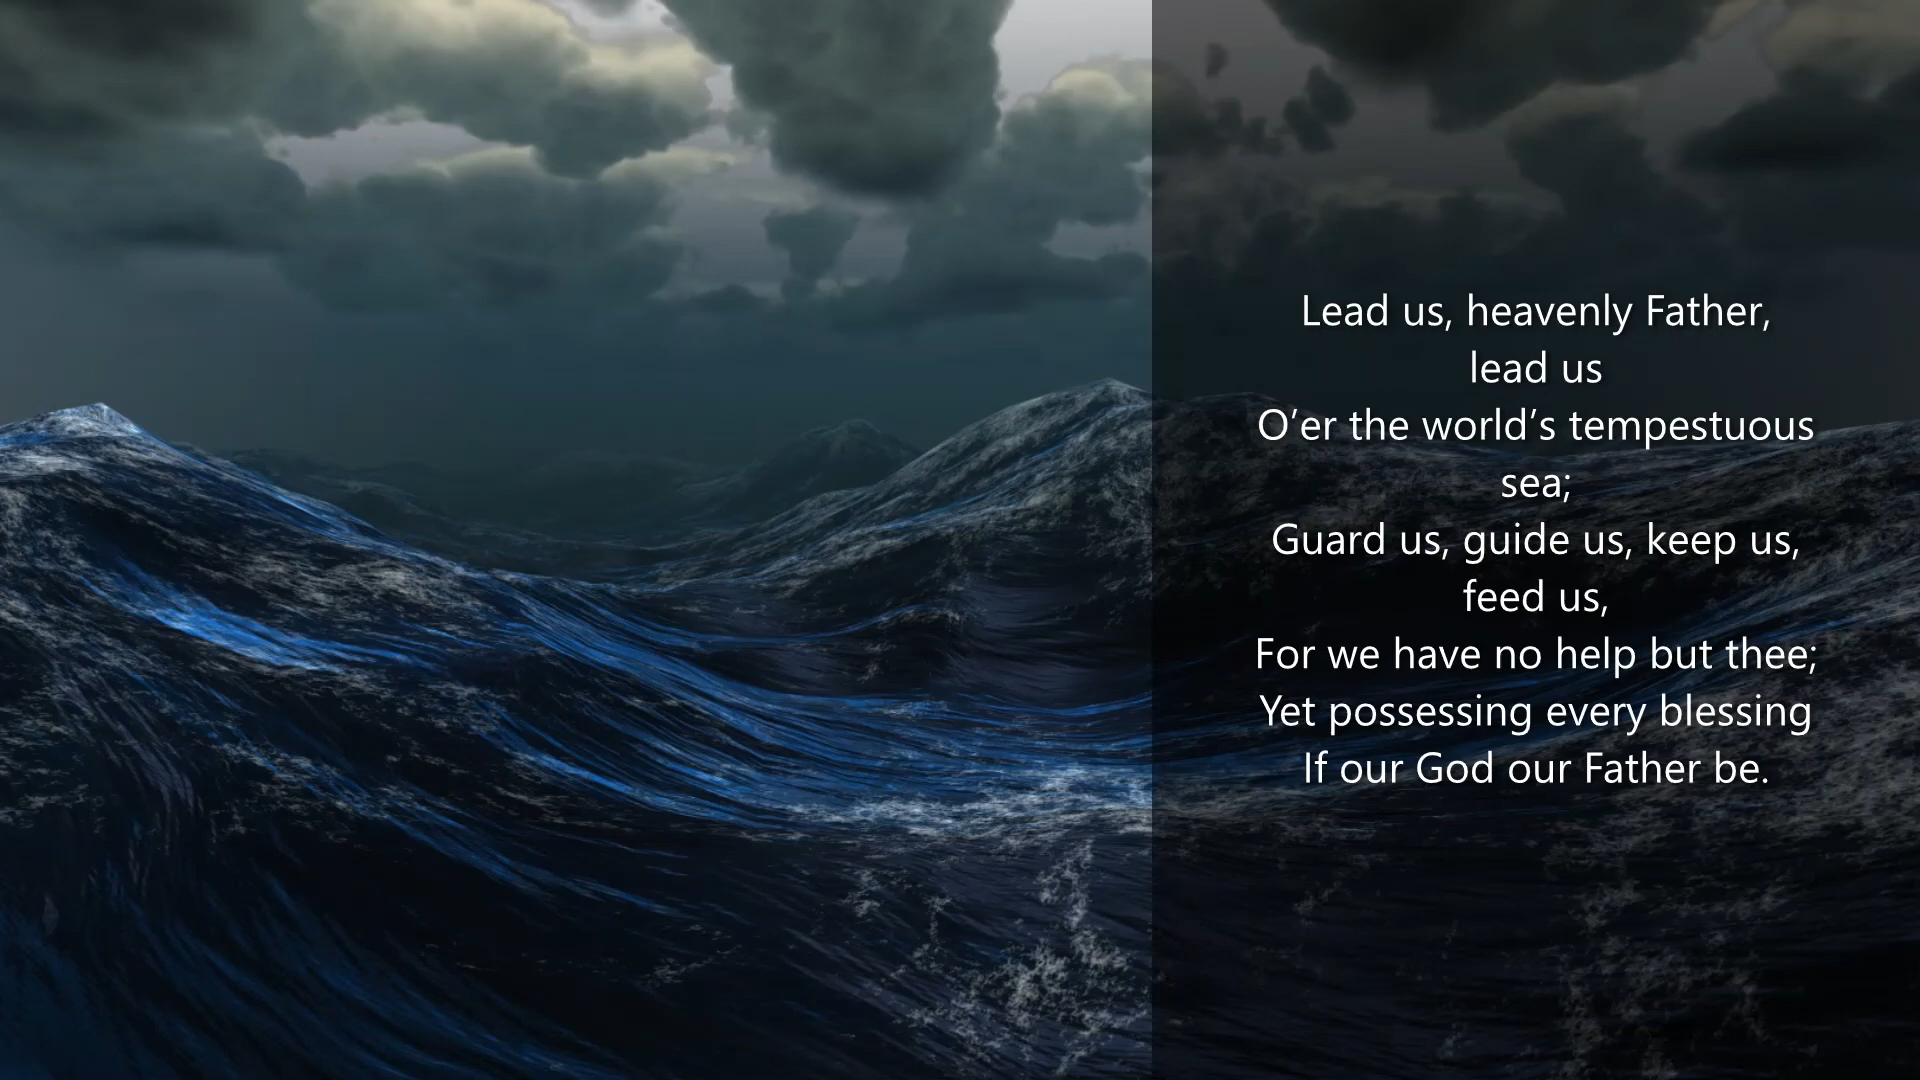 Lead us, heavenly Father,
lead us
O’er the world’s tempestuous
sea;
Guard us, guide us, keep us,
feed us,
For we have no help but thee;
Yet possessing every blessing
If our God our Father be.